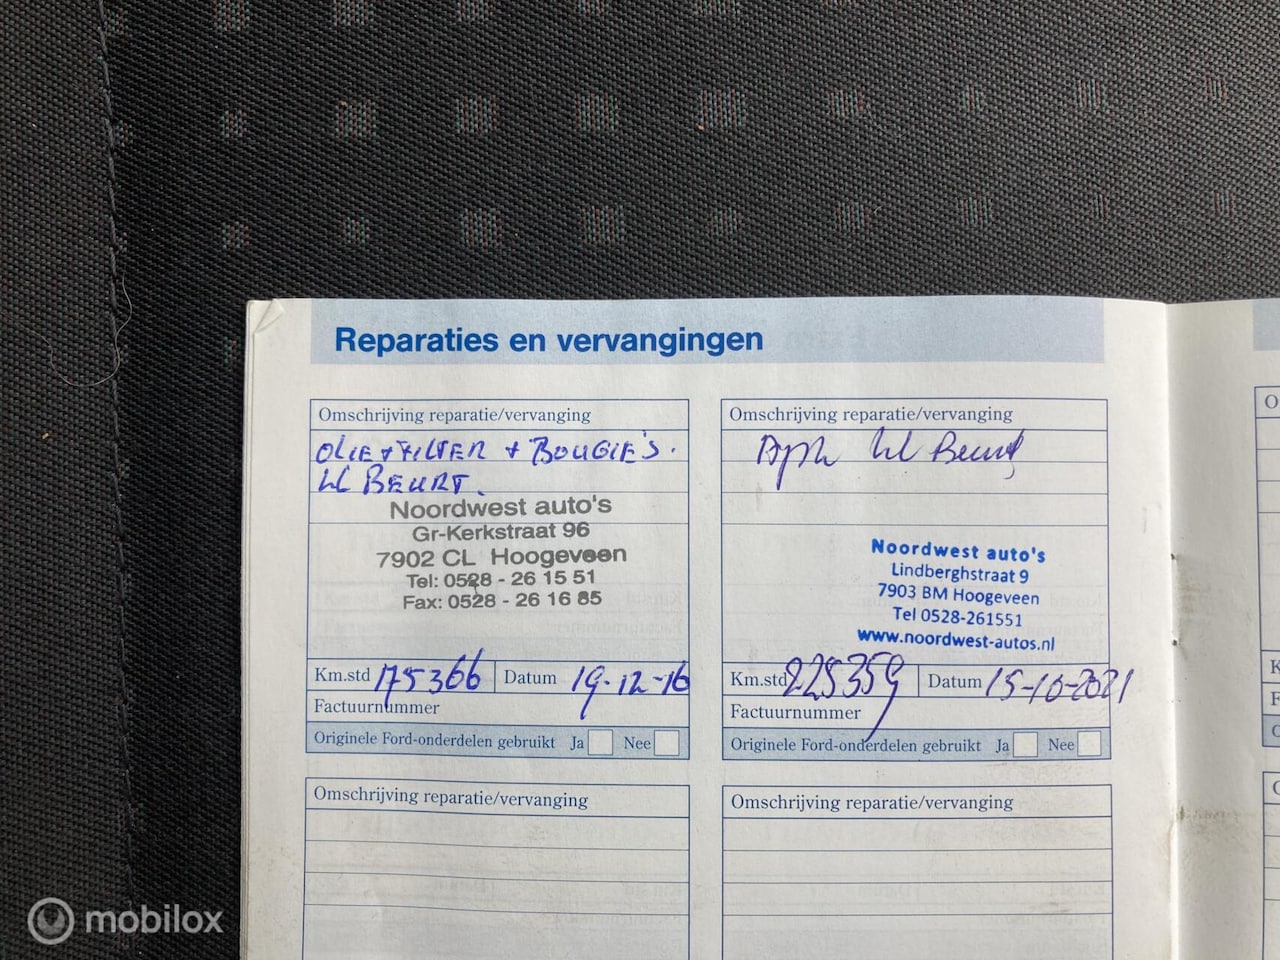 Reparaties en vervangingen
Omschrijving reparatie/vervanging
OLIE + FILTER + BOUGIE'S.
KL BEURT.
Noordwest auto's
Gr-Kerkstraat 96
7902 CL Hoogeveen
Tel: 0528 - 26 15 51
Fax: 0528 - 26 16 85
Km.std 175366 Datum 19-12-16
Factuurnummer
Originele Ford-onderdelen gebruikt Ja Nee
Omschrijving reparatie/vervanging
Beurt
Noordwest auto's
Lindberghstraat 9
7903 BM Hoogeveen
Tel 0528-261551
www.noordwest-autos.nl
Km.std 225359 Datum 15-10-2021
Factuurnummer
Originele Ford-onderdelen gebruikt Ja Nee
Omschrijving reparatie/vervanging
Omschrijving reparatie/vervanging
mobilox